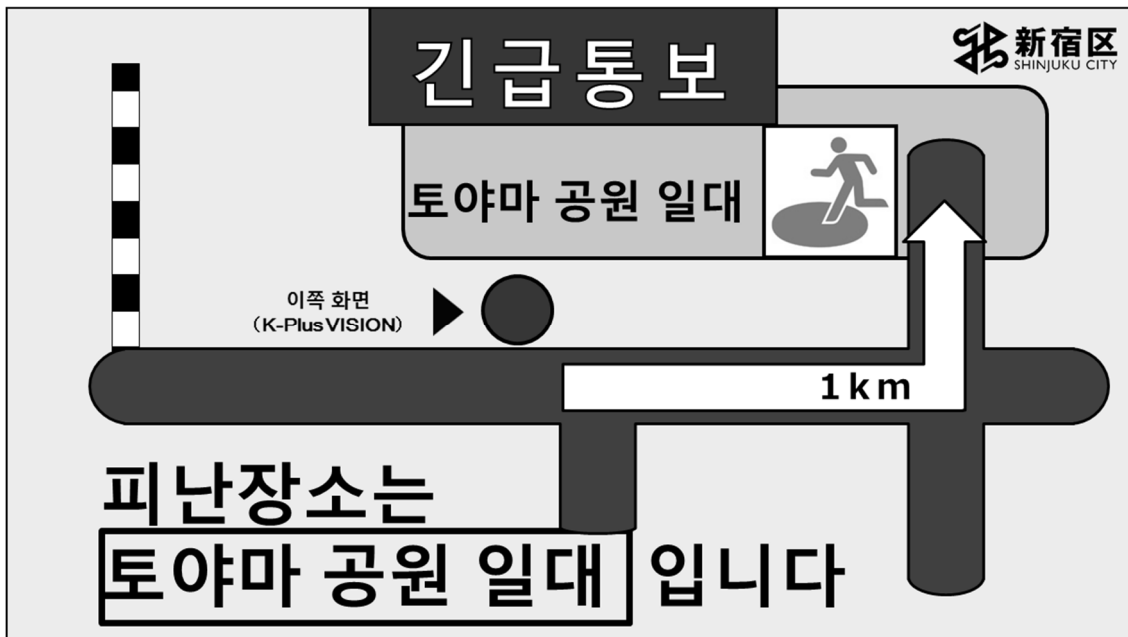 긴급통보
新宿区
SHINJUKU CITY
토야마 공원 일대
이쪽 화면
（K-Plus VISION）
1km
피난장소는
토야마 공원 일대 입니다